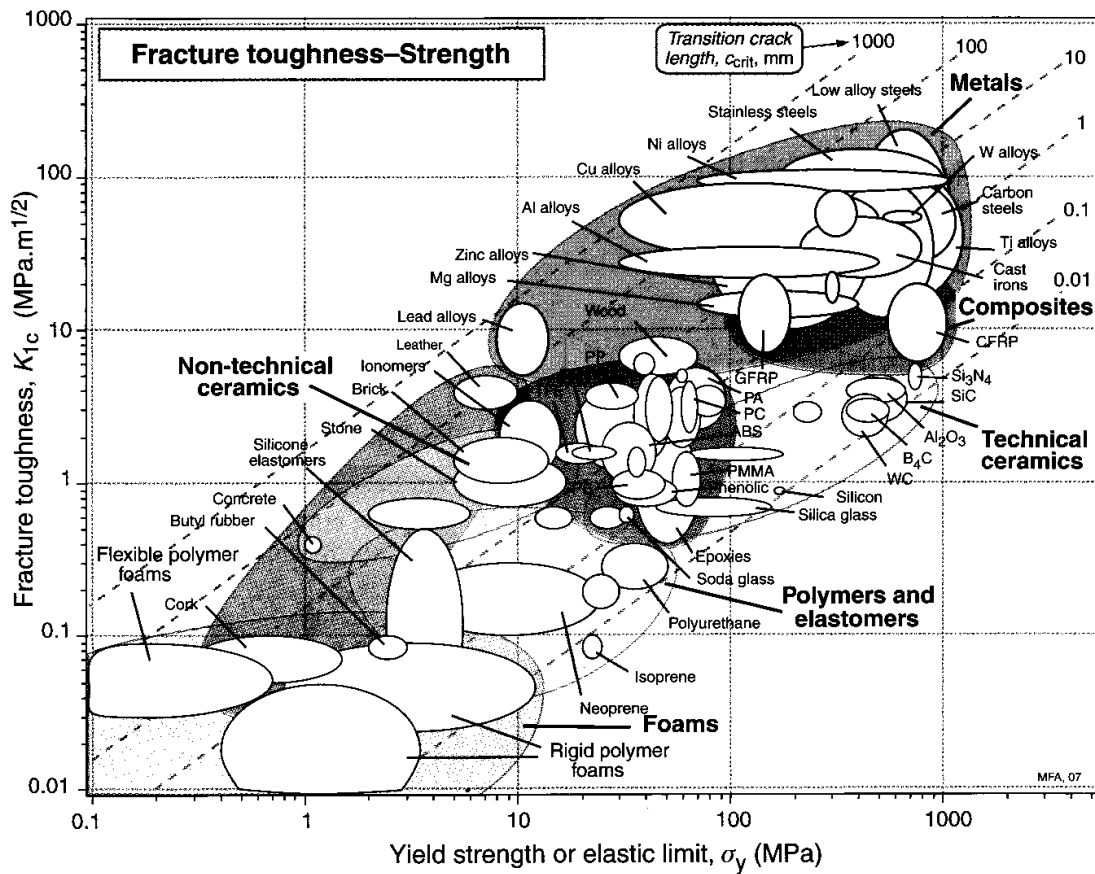 1000
Fracture toughness–Strength
Transition crack
length, c_crit, mm
1000
100
10
1
0.1
0.01
Low alloy steels
Metals
Stainless steels
Ni alloys
W alloys
Cu alloys
Carbon
steels
Al alloys
Ti alloys
Zinc alloys
Cast
irons
Mg alloys
Composites
Wood
Lead alloys
CFRP
Leather
PP
Non-technical
ceramics
Ionomers
GFRP
Si3N4
SiC
Brick
PA
PC
Stone
ABS
Al2O3
Technical
ceramics
Silicone
elastomers
B4C
PMMA
WC
Phenolic
Concrete
Silicon
Silica glass
Butyl rubber
Flexible polymer
foams
Epoxies
Soda glass
Cork
Polymers and
elastomers
Polyurethane
Isoprene
Neoprene
Foams
Rigid polymer
foams
MFA, 07
Fracture toughness, K1c (MPa.m1/2)
100
10
1
0.1
0.01
0.1
1
10
100
1000
Yield strength or elastic limit, σy (MPa)